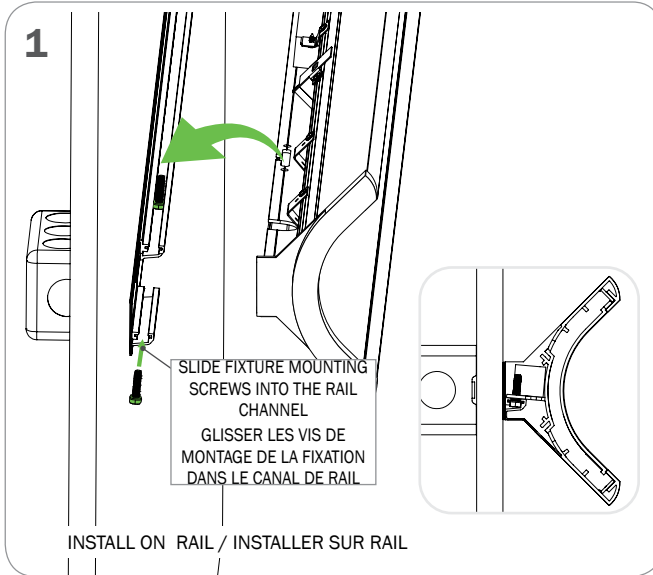 1
SLIDE FIXTURE MOUNTING
SCREWS INTO THE RAIL
CHANNEL
GLISSER LES VIS DE
MONTAGE DE LA FIXATION
DANS LE CANAL DE RAIL
INSTALL ON RAIL / INSTALLER SUR RAIL